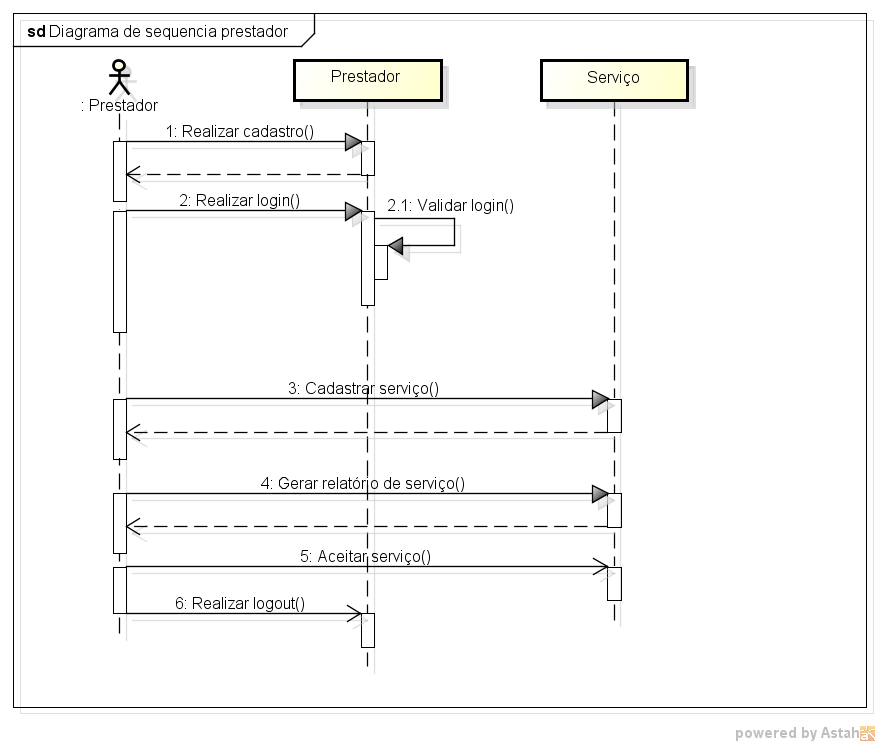 sd Diagrama de sequencia prestador
: Prestador
Prestador
Serviço
1: Realizar cadastro()
2: Realizar login()
2.1: Validar login()
3: Cadastrar serviço()
4: Gerar relatório de serviço()
5: Aceitar serviço()
6: Realizar logout()
powered by Astah